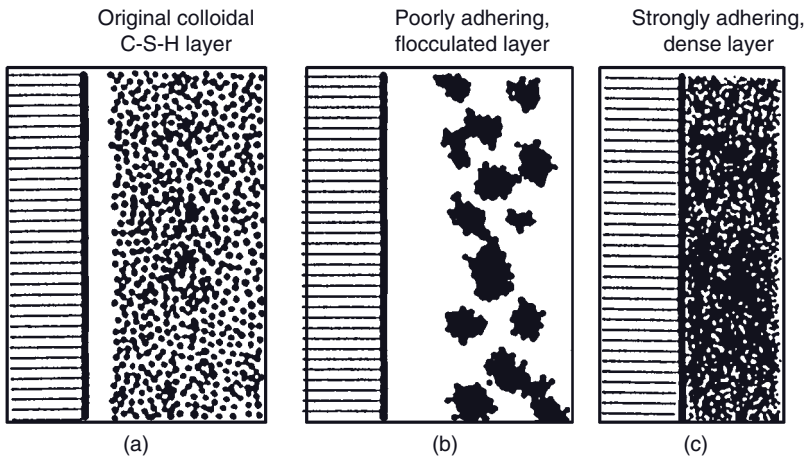 Original colloidal
C-S-H layer
Poorly adhering,
flocculated layer
Strongly adhering,
dense layer
(a)
(b)
(c)